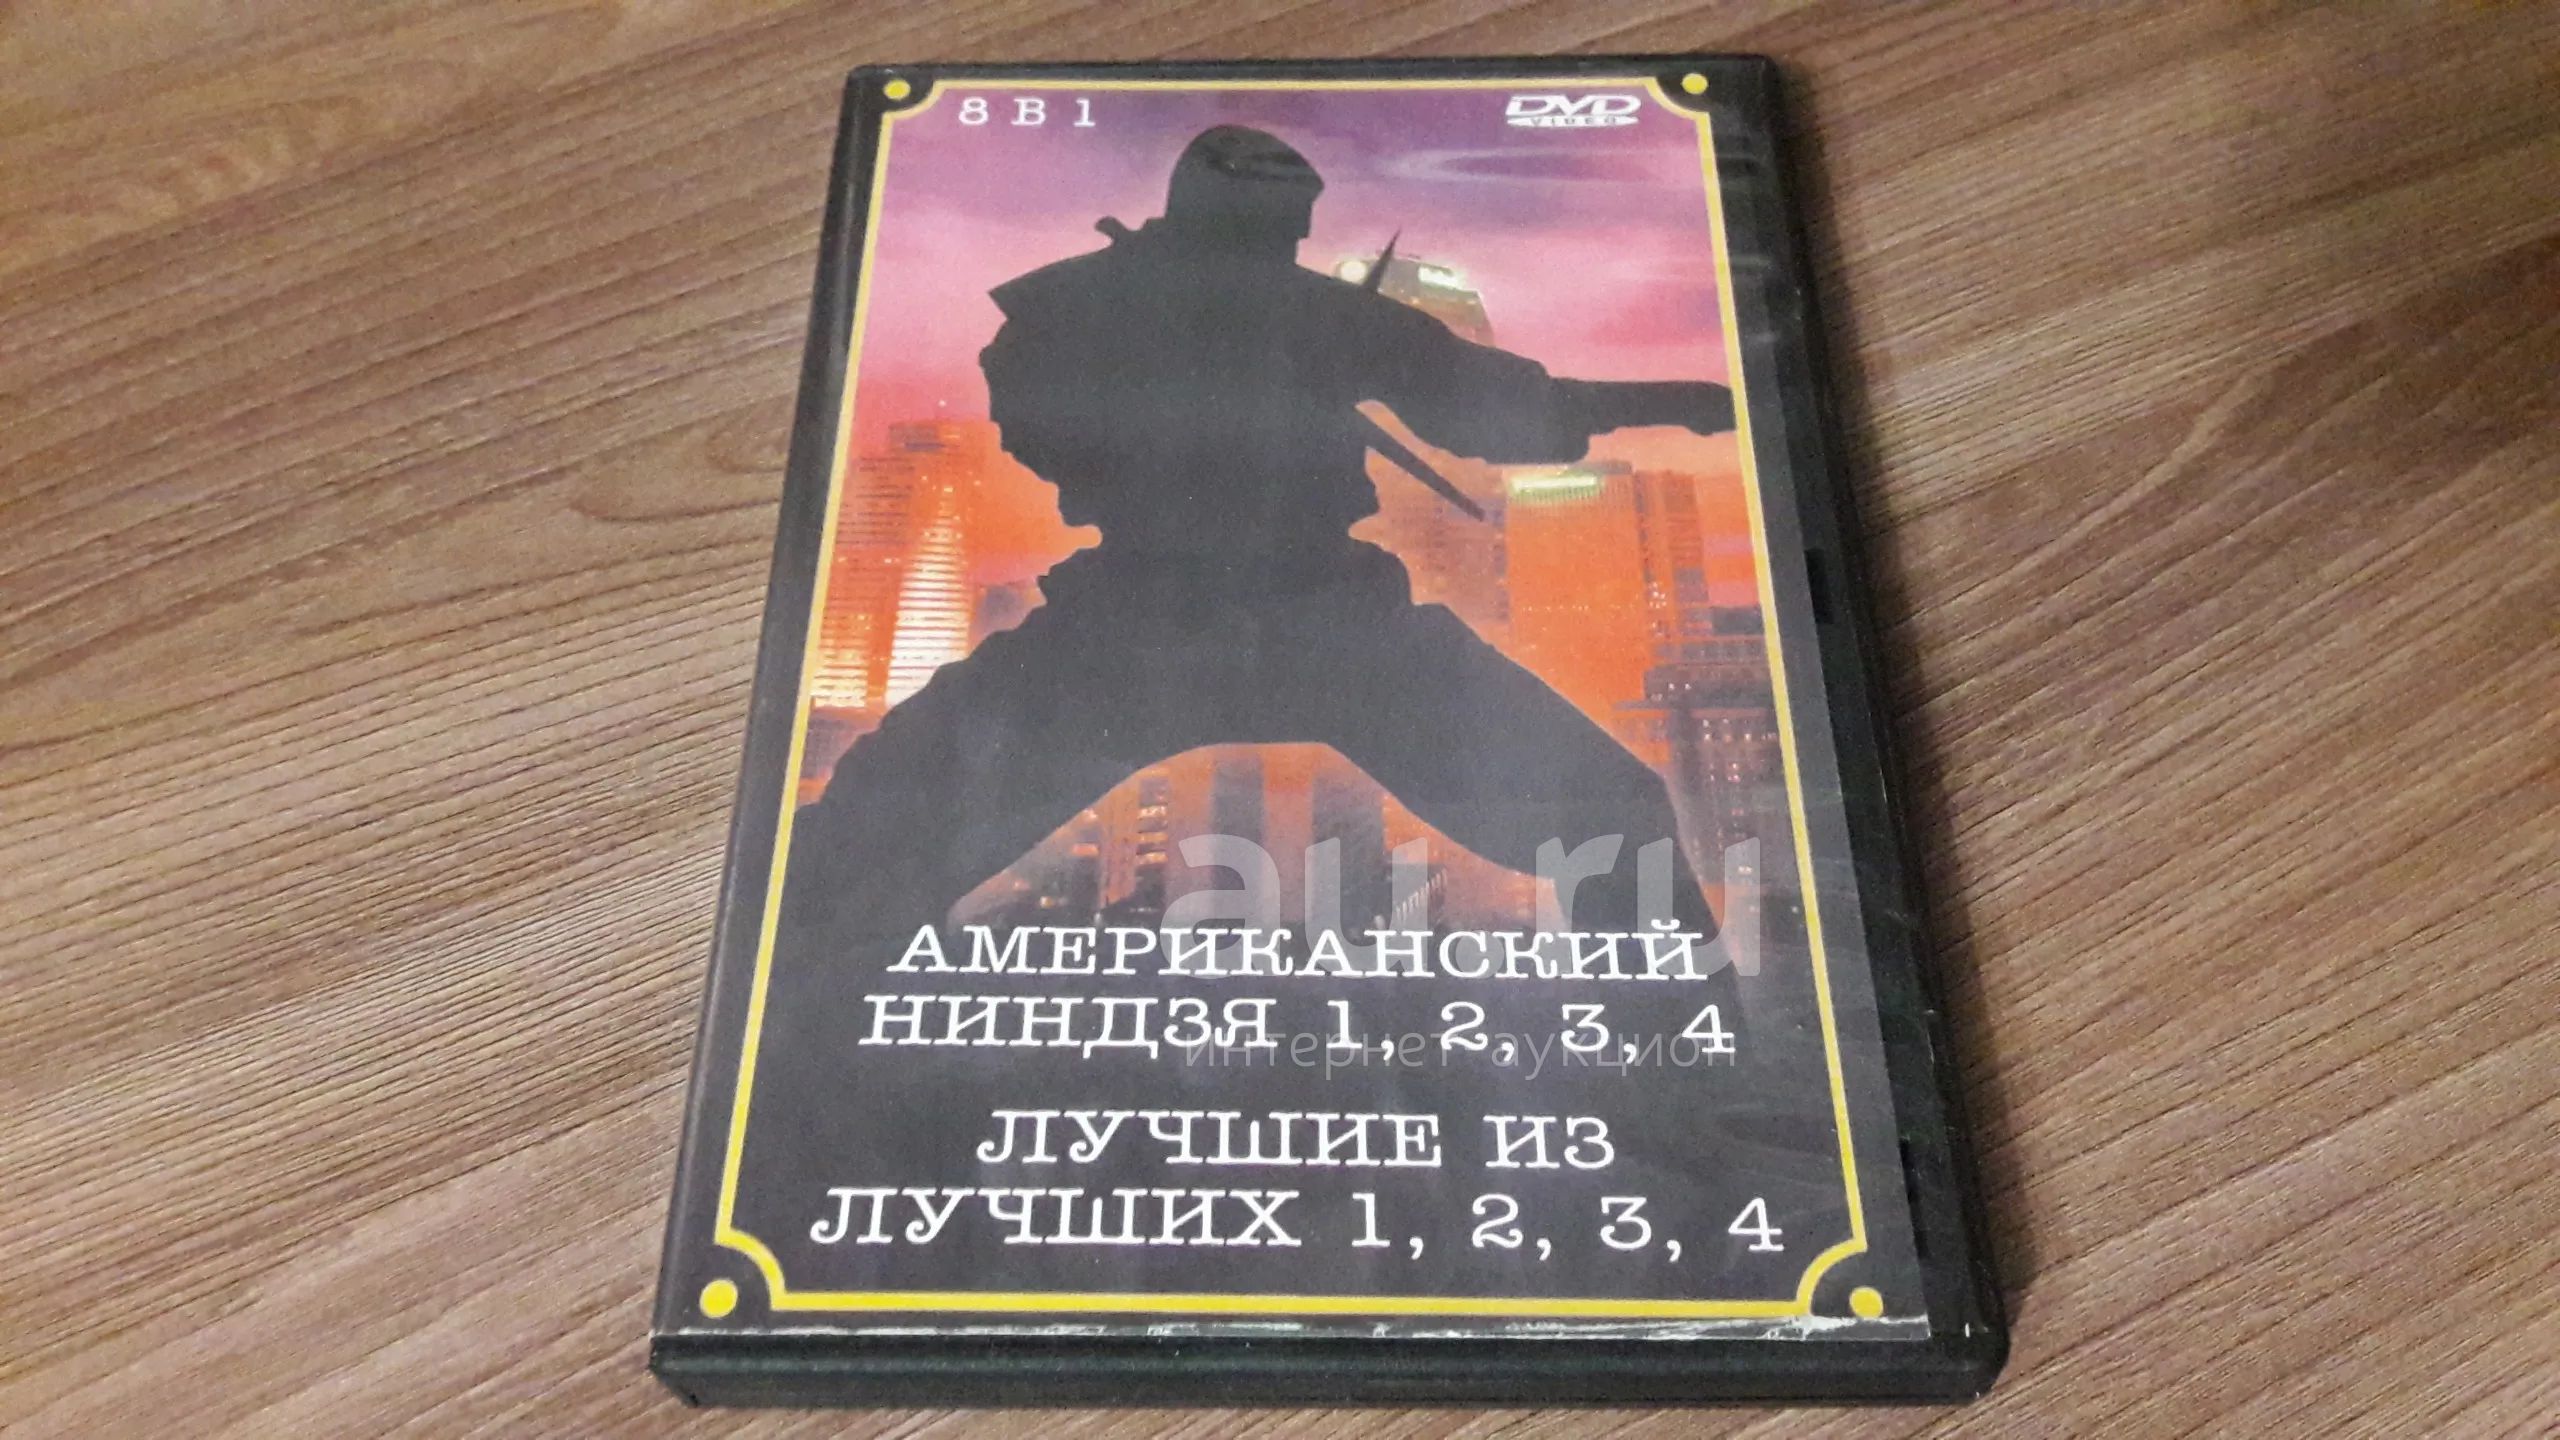 8 В 1
DVD
VIDEO
au.ru
АМЕРИКАНСКИЙ
НИНДЗЯ 1, 2, 3, 4
интернет-аукцион
ЛУЧШИЕ ИЗ
ЛУЧШИХ 1, 2, 3, 4